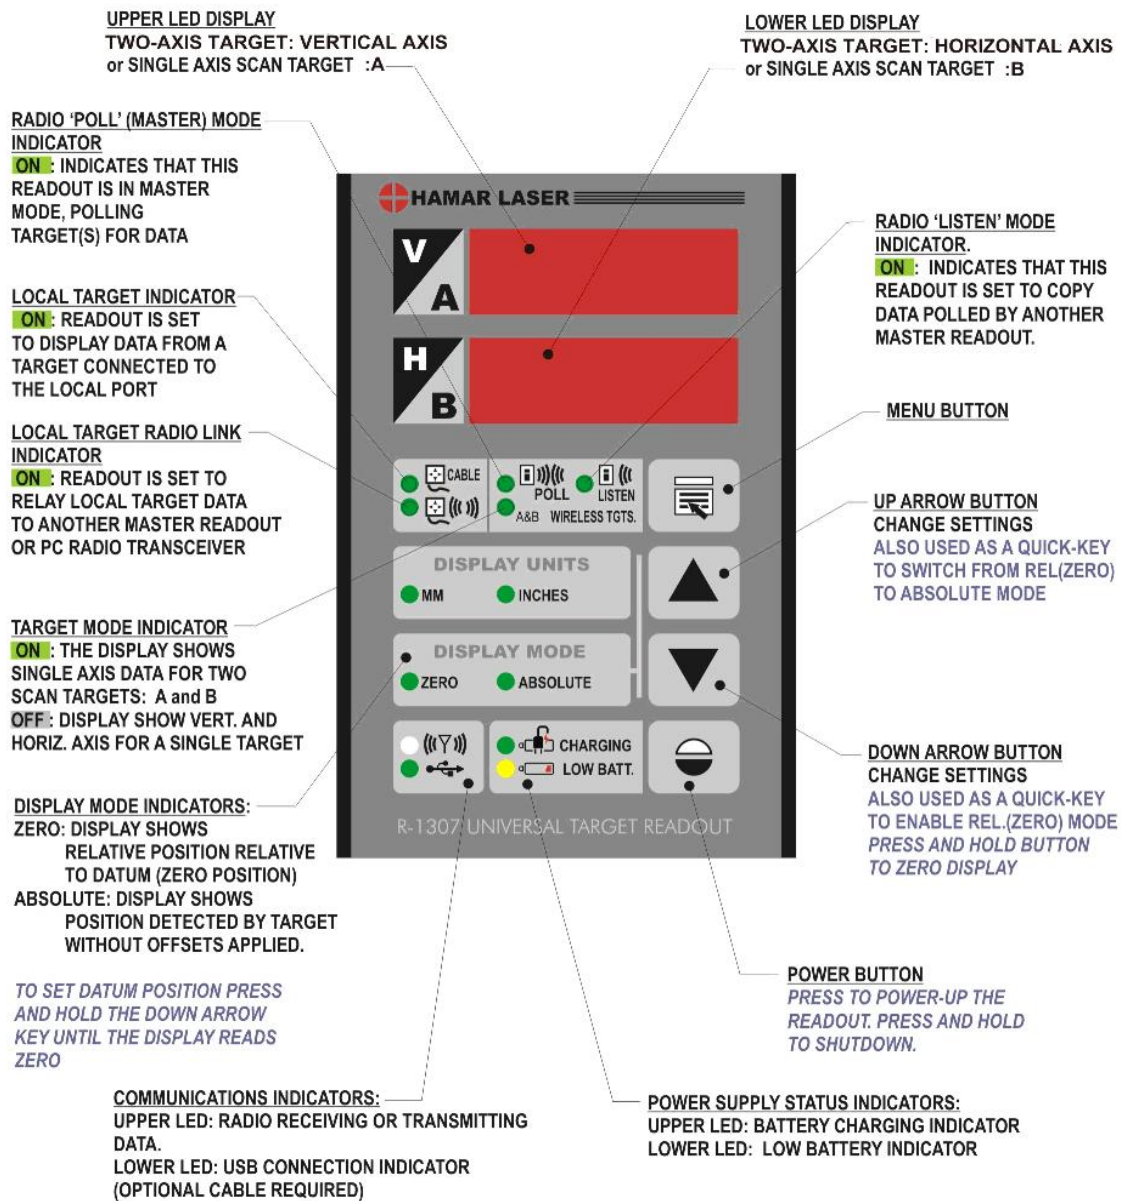 UPPER LED DISPLAY
TWO-AXIS TARGET: VERTICAL AXIS
or SINGLE AXIS SCAN TARGET :A
LOWER LED DISPLAY
TWO-AXIS TARGET: HORIZONTAL AXIS
or SINGLE AXIS SCAN TARGET :B
RADIO ‘POLL’ (MASTER) MODE
INDICATOR
ON : INDICATES THAT THIS
READOUT IS IN MASTER
MODE, POLLING
TARGET(S) FOR DATA
LOCAL TARGET INDICATOR
ON : READOUT IS SET
TO DISPLAY DATA FROM A
TARGET CONNECTED TO
THE LOCAL PORT
LOCAL TARGET RADIO LINK
INDICATOR
ON : READOUT IS SET TO
RELAY LOCAL TARGET DATA
TO ANOTHER MASTER READOUT
OR PC RADIO TRANSCEIVER
TARGET MODE INDICATOR
ON : THE DISPLAY SHOWS
SINGLE AXIS DATA FOR TWO
SCAN TARGETS: A and B
OFF : DISPLAY SHOW VERT. AND
HORIZ. AXIS FOR A SINGLE TARGET
DISPLAY MODE INDICATORS:
ZERO: DISPLAY SHOWS
RELATIVE POSITION RELATIVE
TO DATUM (ZERO POSITION)
ABSOLUTE: DISPLAY SHOWS
POSITION DETECTED BY TARGET
WITHOUT OFFSETS APPLIED.
TO SET DATUM POSITION PRESS
AND HOLD THE DOWN ARROW
KEY UNTIL THE DISPLAY READS
ZERO
HAMAR LASER
V
A
H
B
CABLE
POLL
LISTEN
A&B WIRELESS TGTS.
DISPLAY UNITS
MM INCHES
DISPLAY MODE
ZERO ABSOLUTE
CHARGING
LOW BATT.
R-1307 UNIVERSAL TARGET READOUT
RADIO ‘LISTEN’ MODE
INDICATOR.
ON : INDICATES THAT THIS
READOUT IS SET TO COPY
DATA POLLED BY ANOTHER
MASTER READOUT.
MENU BUTTON
UP ARROW BUTTON
CHANGE SETTINGS
ALSO USED AS A QUICK-KEY
TO SWITCH FROM REL(ZERO)
TO ABSOLUTE MODE
DOWN ARROW BUTTON
CHANGE SETTINGS
ALSO USED AS A QUICK-KEY
TO ENABLE REL.(ZERO) MODE
PRESS AND HOLD BUTTON
TO ZERO DISPLAY
POWER BUTTON
PRESS TO POWER-UP THE
READOUT. PRESS AND HOLD
TO SHUTDOWN.
COMMUNICATIONS INDICATORS:
UPPER LED: RADIO RECEIVING OR TRANSMITTING
DATA.
LOWER LED: USB CONNECTION INDICATOR
(OPTIONAL CABLE REQUIRED)
POWER SUPPLY STATUS INDICATORS:
UPPER LED: BATTERY CHARGING INDICATOR
LOWER LED: LOW BATTERY INDICATOR